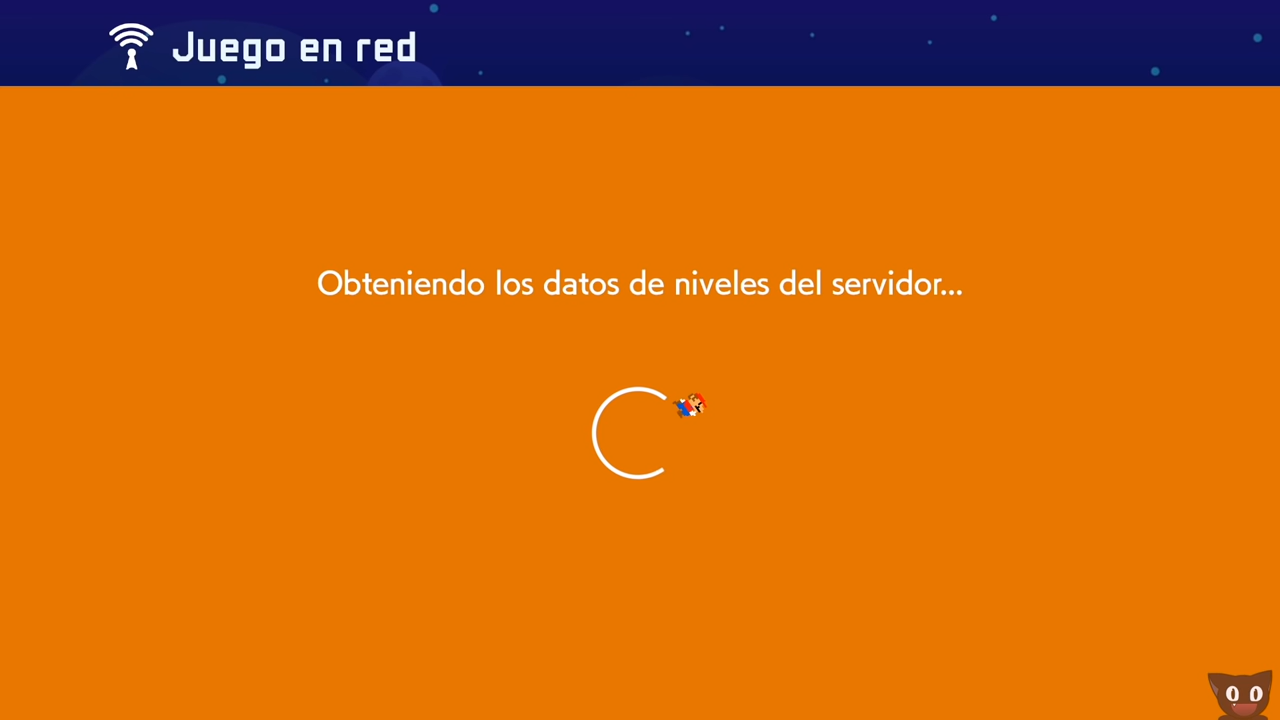 Juego en red
Obteniendo los datos de niveles del servidor...